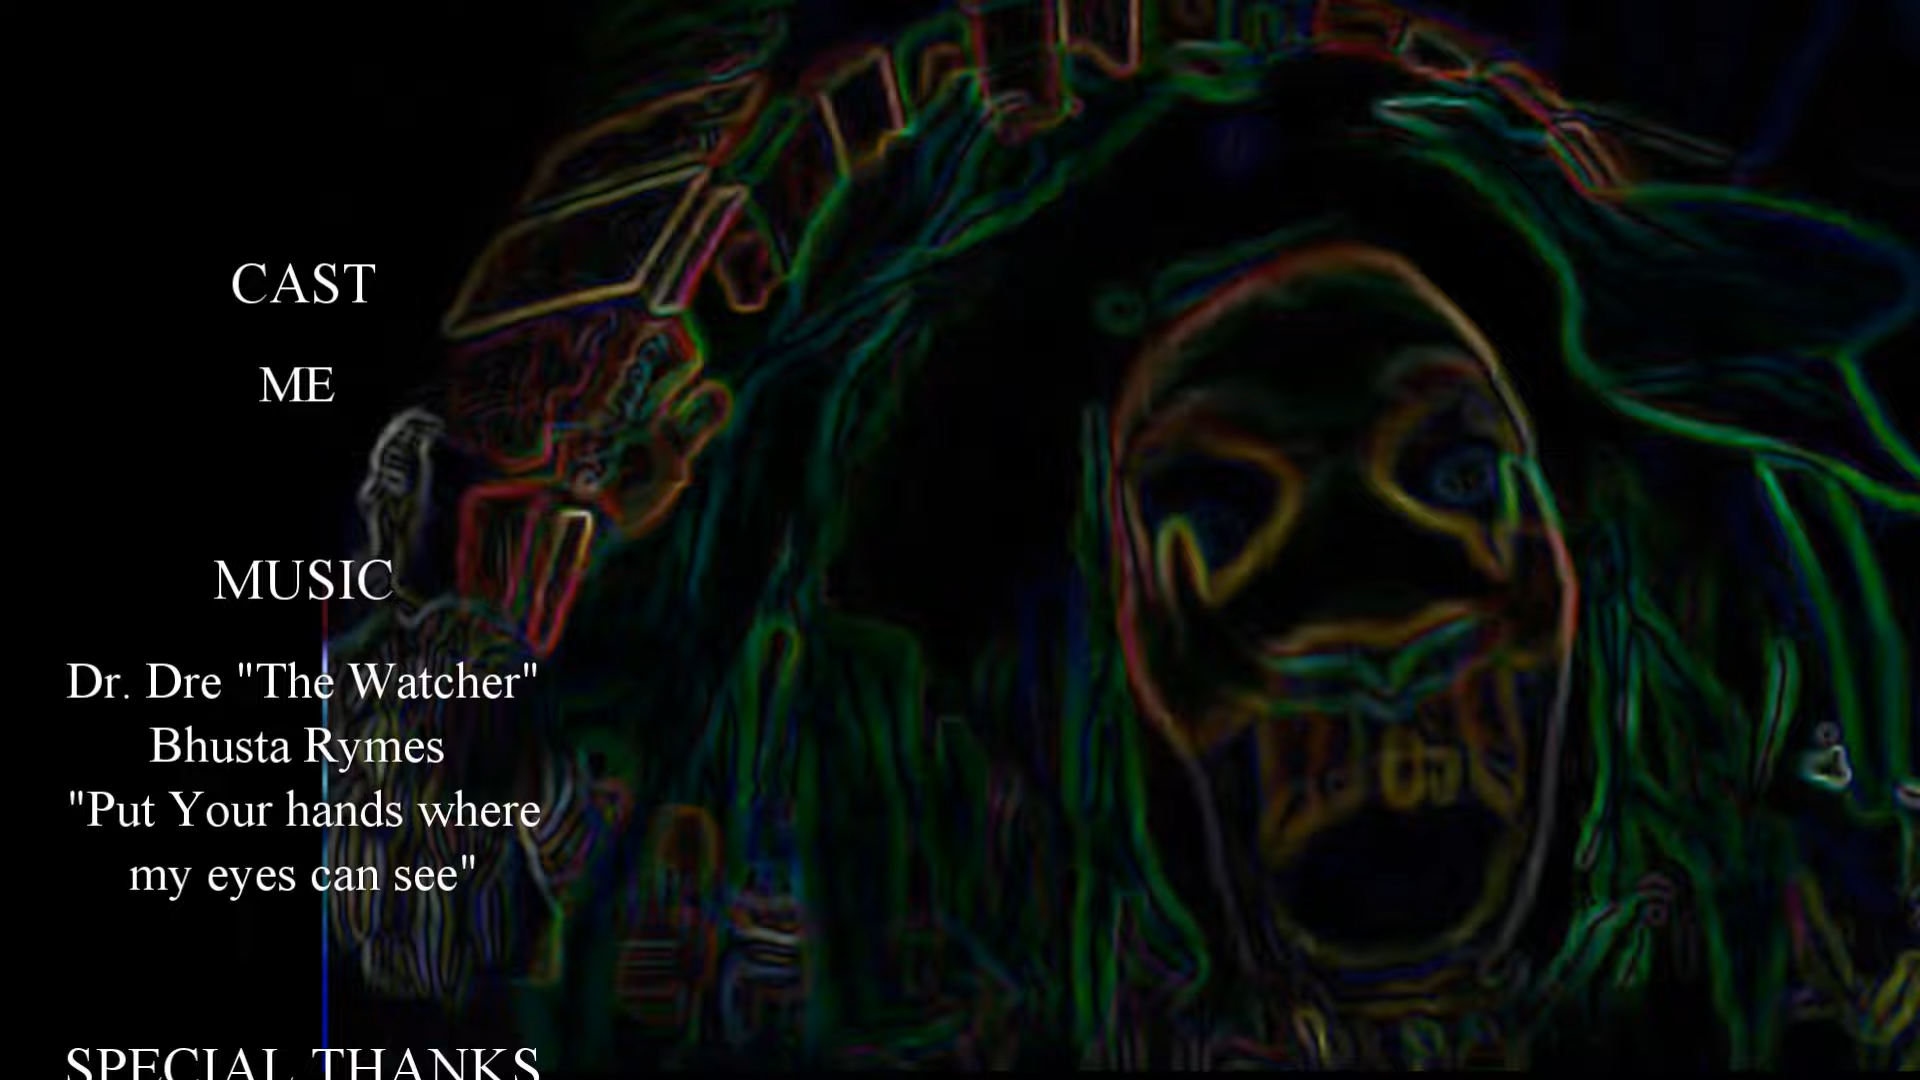 CAST
ME
MUSIC
Dr. Dre "The Watcher"
Bhusta Rymes
"Put Your hands where
my eyes can see"
SPECIAL THANKS